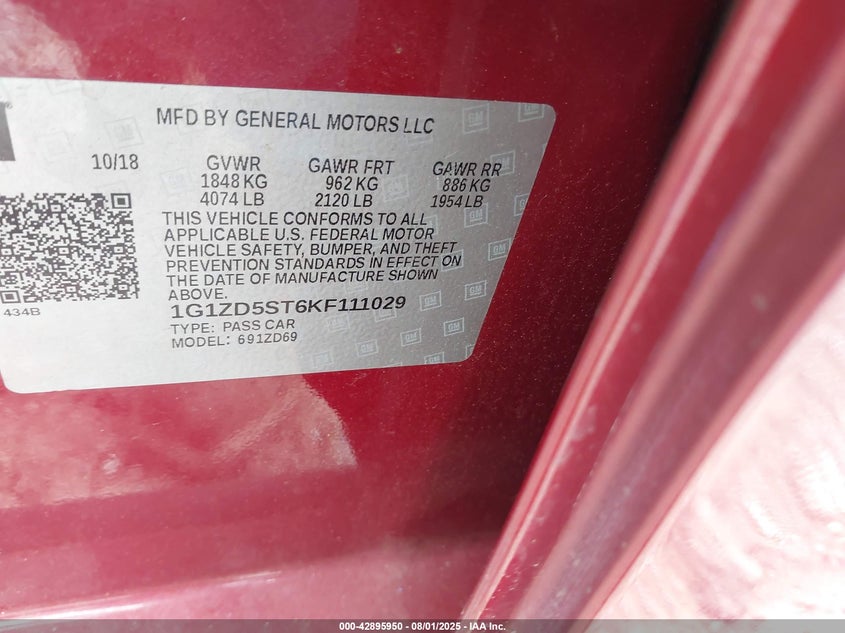 MFD BY GENERAL MOTORS LLC
10/18 GVWR GAWR FRT GAWR RR
1848 KG 962 KG 886 KG
4074 LB 2120 LB 1954 LB
THIS VEHICLE CONFORMS TO ALL
APPLICABLE U.S. FEDERAL MOTOR
VEHICLE SAFETY, BUMPER, AND THEFT
PREVENTION STANDARDS IN EFFECT ON
THE DATE OF MANUFACTURE SHOWN
ABOVE.
434B 1G1ZD5ST6KF111029
TYPE: PASS CAR
MODEL: 691ZD69
000-42895950 - 08/01/2025 - IAA Inc.